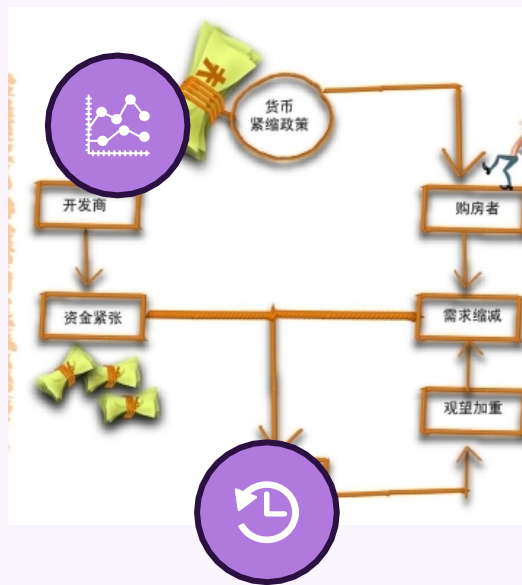 货币
紧缩政策
开发商
购房者
资金紧张
需求缩减
观望加重